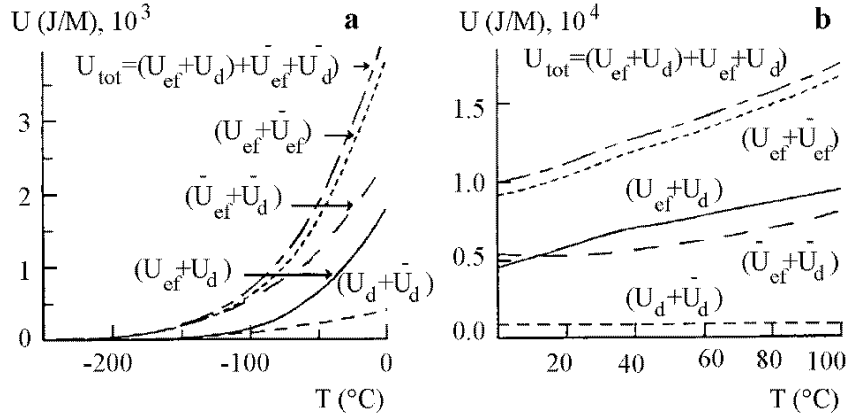 U (J/M), 10³ a
U_tot=(U_ef+U_d)+Ū_ef+Ū_d)
3
(U_ef+Ū_ef)
2
(Ū_ef+Ū_d)
1
(U_ef+U_d)
(U_d+Ū_d)
0
-200
-100
0
T (°C)
U (J/M), 10⁴ b
U_tot=(U_ef+U_d)+U_ef+U_d)
1.5
(U_ef+Ū_ef)
1.0
(U_ef+U_d)
0.5
(Ū_ef+Ū_d)
(U_d+Ū_d)
0.0
20
40
60
80
100
T (°C)